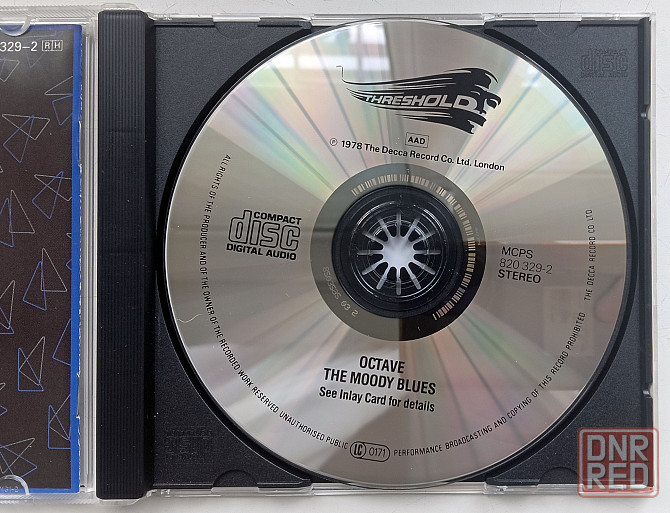 329-2 R H
THRESHOLD
AAD
℗ 1978 The Decca Record Co. Ltd. London
COMPACT
disc
DIGITAL AUDIO
MCPS
820 329-2
STEREO
OCTAVE
THE MOODY BLUES
See Inlay Card for details
ALL RIGHTS OF THE PRODUCER AND OF THE OWNER OF THE RECORDED WORK RESERVED UNAUTHORISED PUBLIC LC 0171 PERFORMANCE BROADCASTING AND COPYING OF THIS RECORD PROHIBITED THE DECCA RECORD CO LTD
COMPACT
disc
DIGITAL AUDIO
DNR
RED